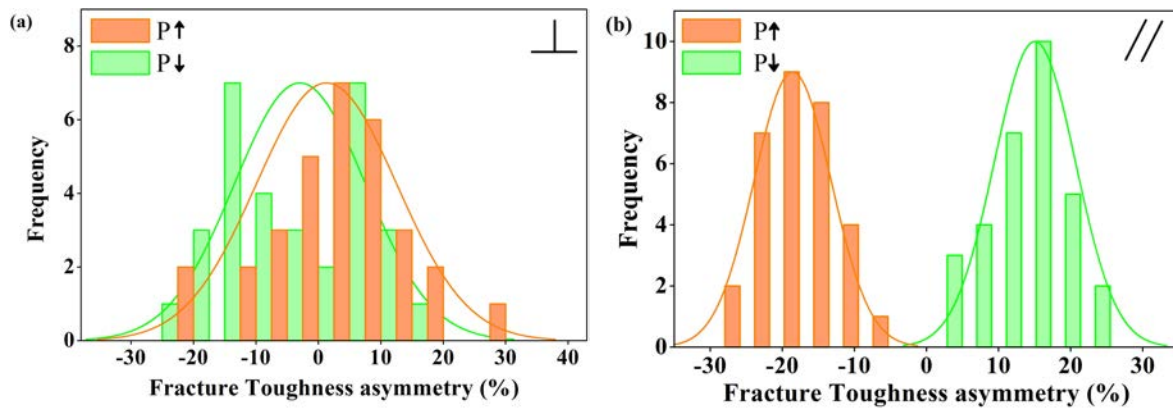 (a)
P↑
P↓
⊥
8
6
4
2
0
Frequency
-30 -20 -10 0 10 20 30 40
Fracture Toughness asymmetry (%)
(b)
P↑
P↓
//
10
8
6
4
2
0
Frequency
-30 -20 -10 0 10 20 30
Fracture Toughness asymmetry (%)